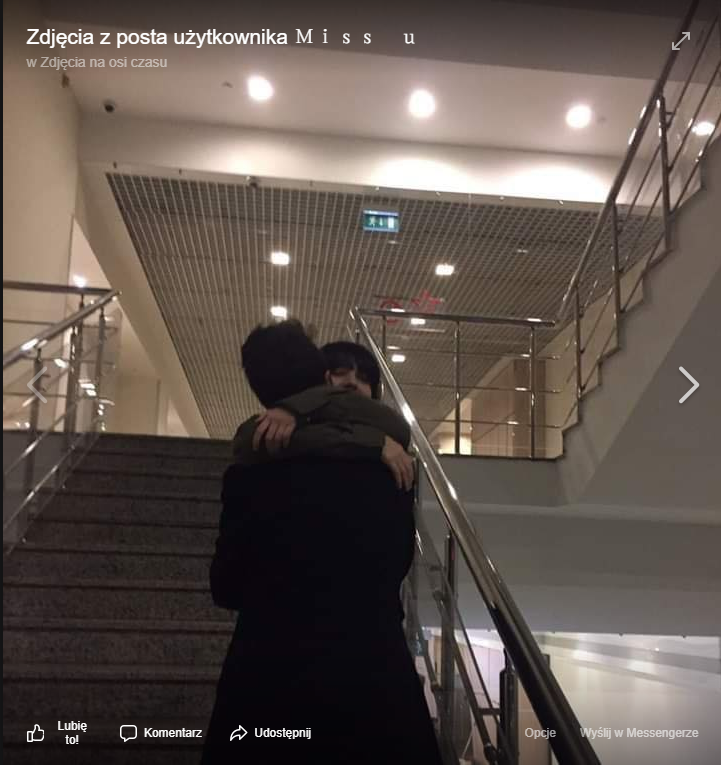 Zdjęcia z posta użytkownika M i s s  u
w Zdjęcia na osi czasu
Lubię to!
Komentarz
Udostępnij
Opcje
Wyślij w Messengerze